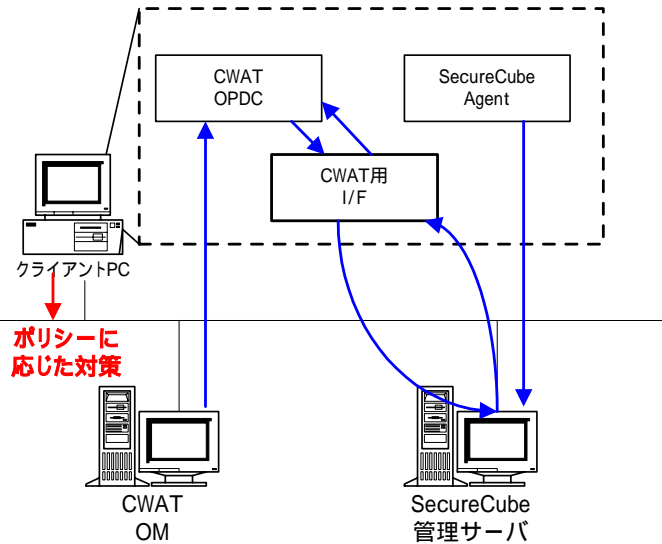 CWAT
OPDC
SecureCube
Agent
CWAT用
I/F
クライアントPC
ポリシーに
応じた対策
CWAT
OM
SecureCube
管理サーバ